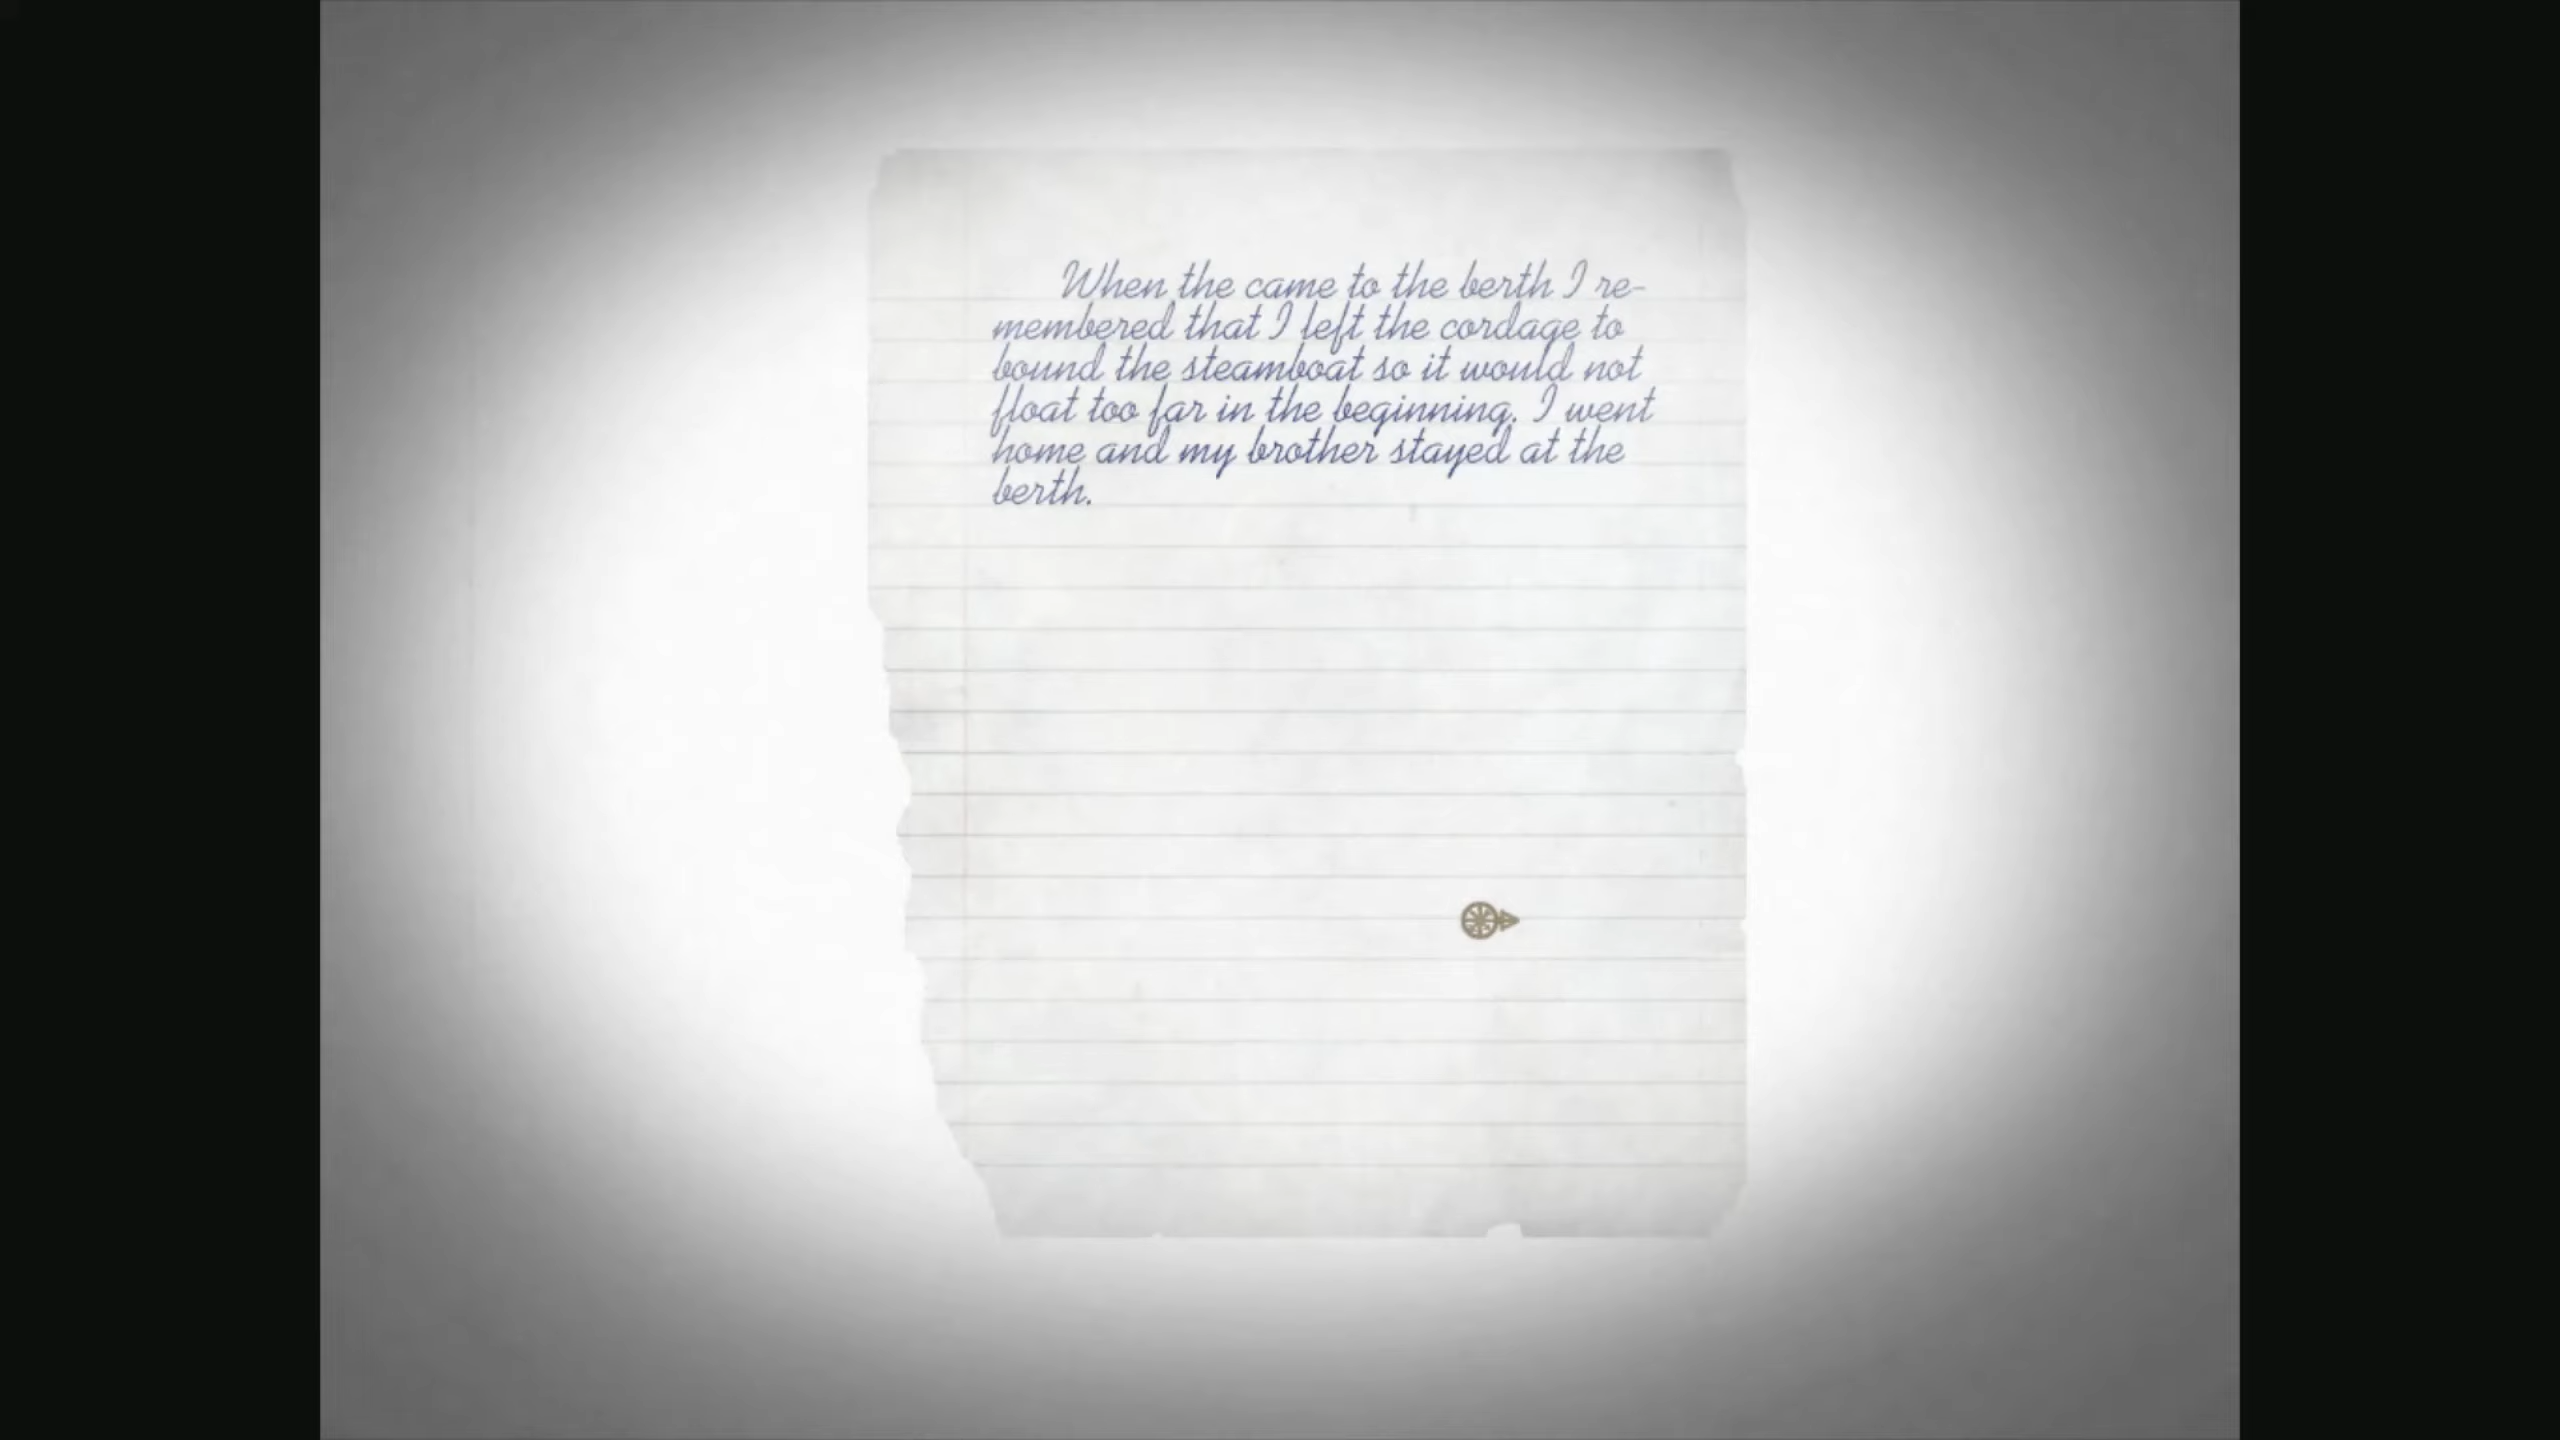 When the came to the berth I re-
membered that I left the cordage to
bound the steamboat so it would not
float too far in the beginning. I went
home and my brother stayed at the
berth.